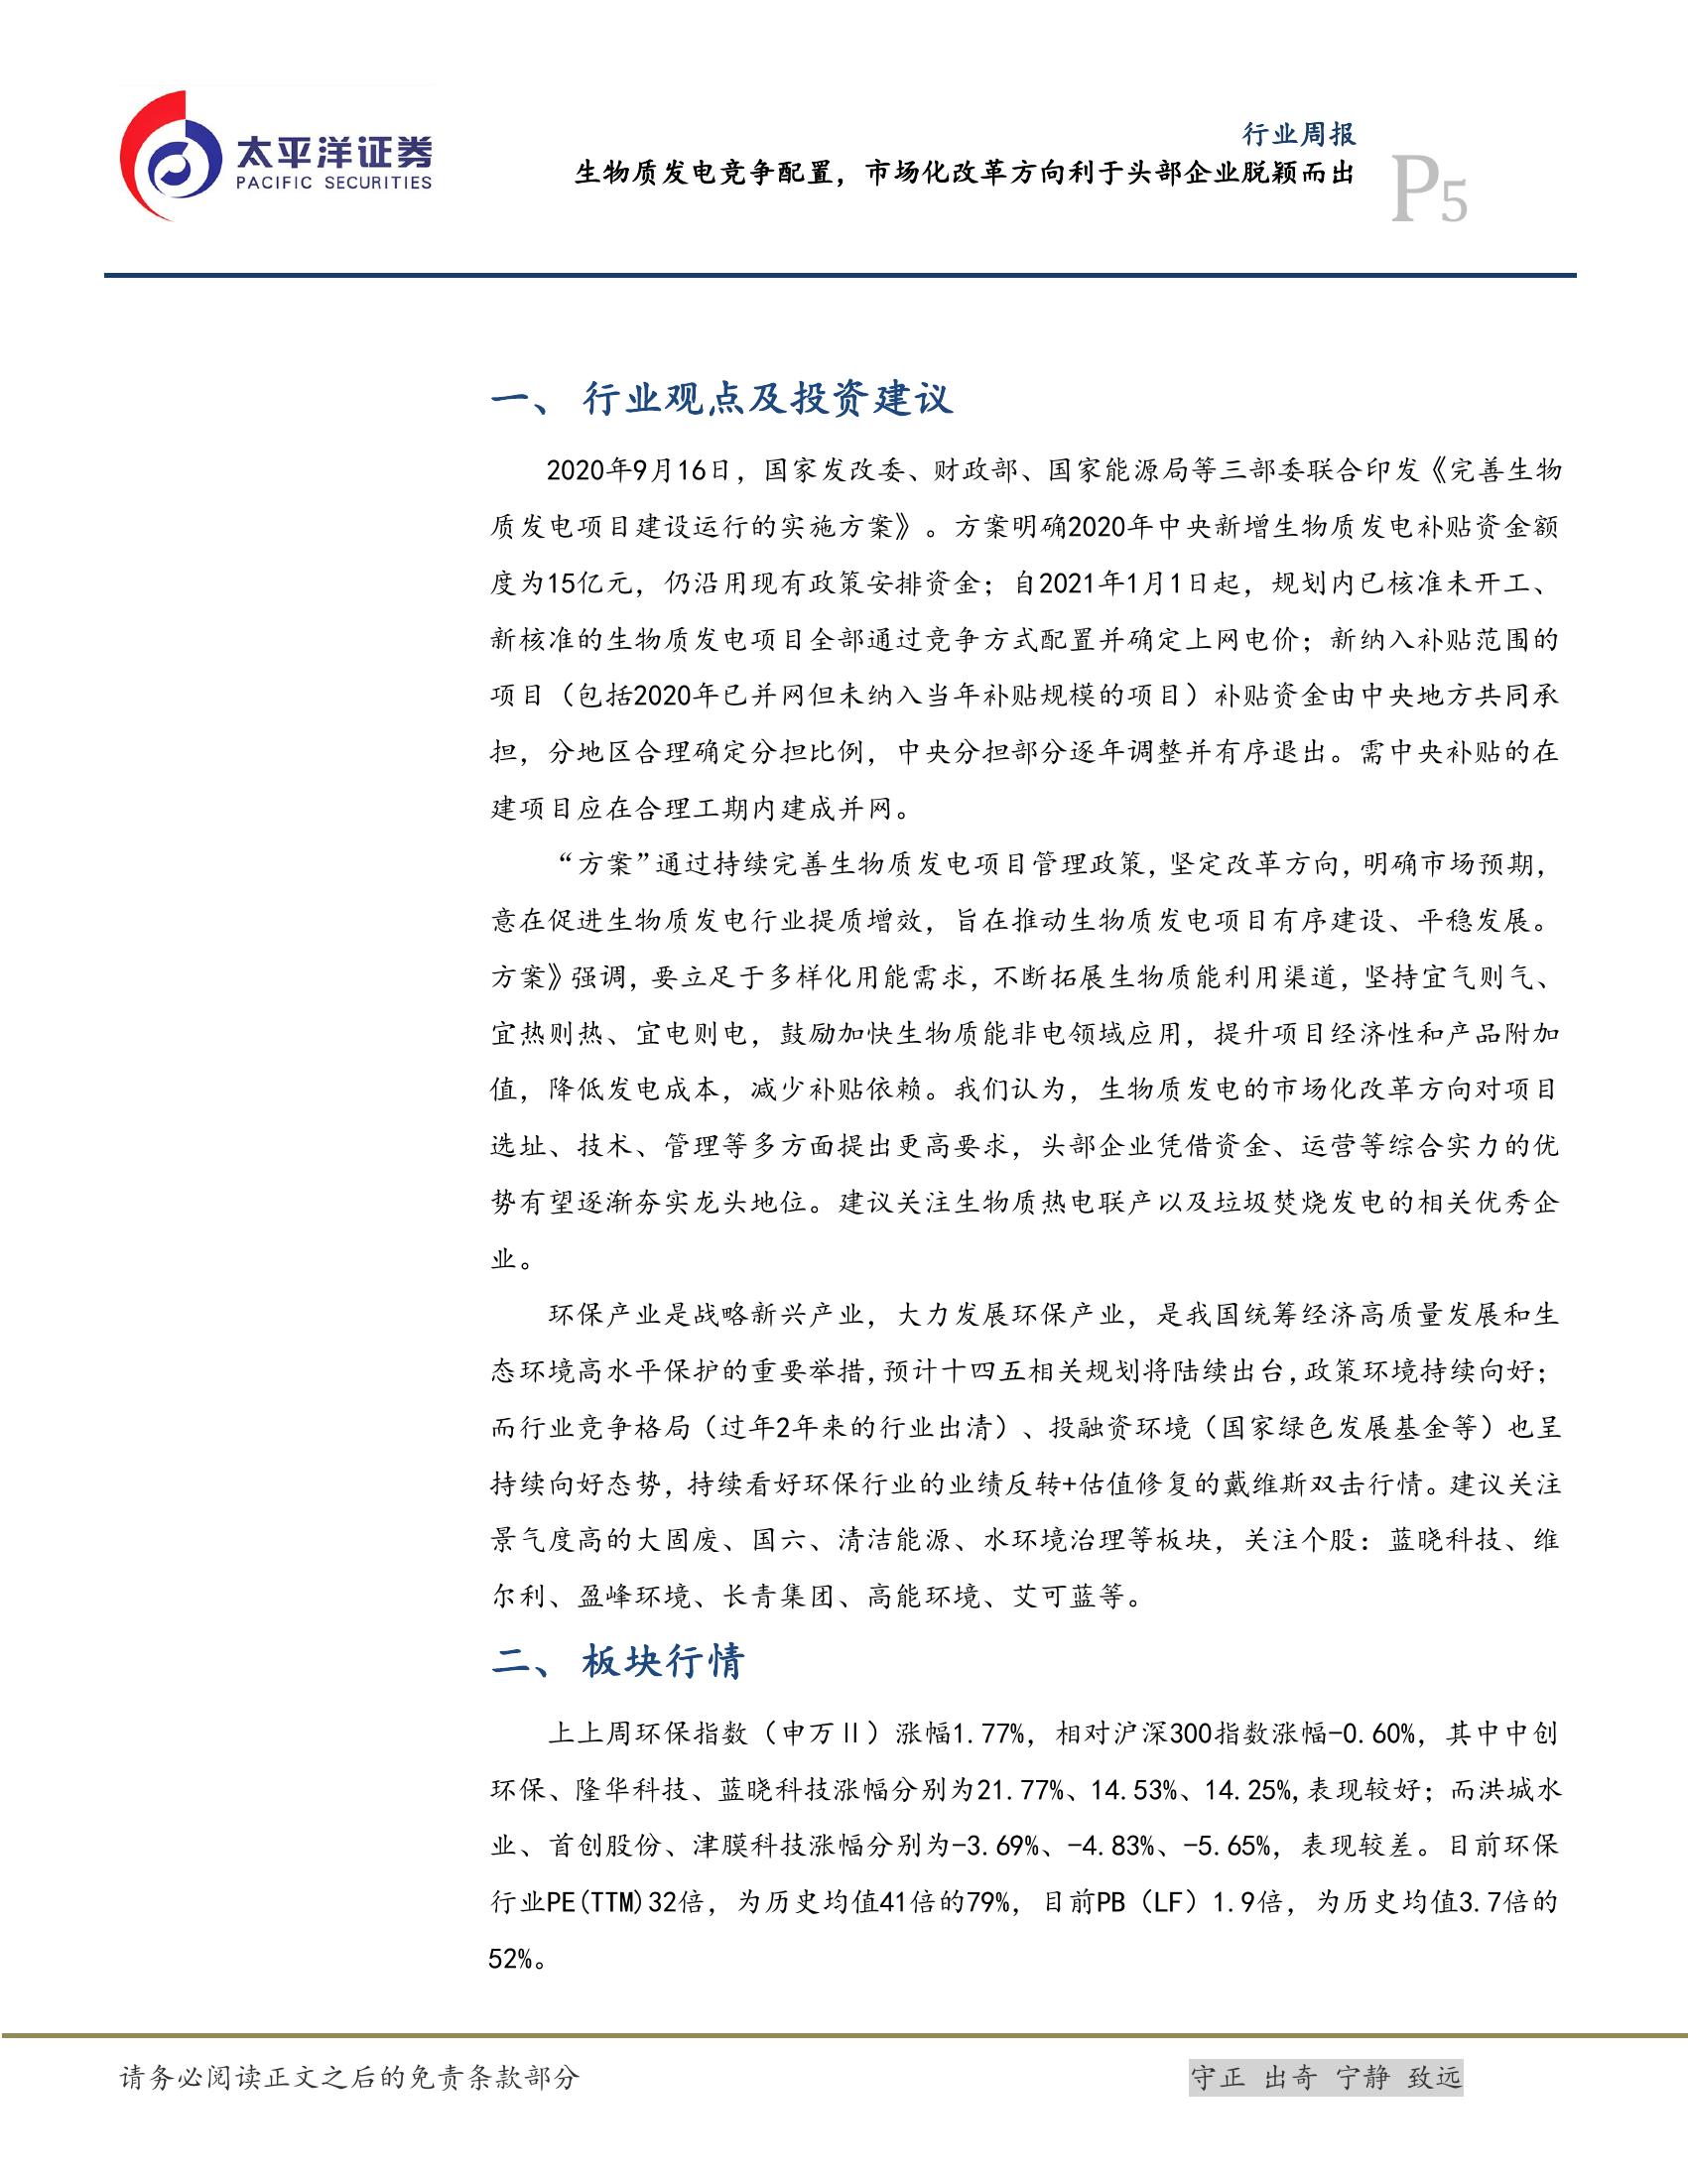 太平洋证券
PACIFIC SECURITIES
行业周报
生物质发电竞争配置，市场化改革方向利于头部企业脱颖而出
P5
一、 行业观点及投资建议
2020年9月16日，国家发改委、财政部、国家能源局等三部委联合印发《完善生物
质发电项目建设运行的实施方案》。方案明确2020年中央新增生物质发电补贴资金额
度为15亿元，仍沿用现有政策安排资金；自2021年1月1日起，规划内已核准未开工、
新核准的生物质发电项目全部通过竞争方式配置并确定上网电价；新纳入补贴范围的
项目（包括2020年已并网但未纳入当年补贴规模的项目）补贴资金由中央地方共同承
担，分地区合理确定分担比例，中央分担部分逐年调整并有序退出。需中央补贴的在
建项目应在合理工期内建成并网。
“方案”通过持续完善生物质发电项目管理政策，坚定改革方向，明确市场预期，
意在促进生物质发电行业提质增效，旨在推动生物质发电项目有序建设、平稳发展。
方案》强调，要立足于多样化用能需求，不断拓展生物质能利用渠道，坚持宜气则气、
宜热则热、宜电则电，鼓励加快生物质能非电领域应用，提升项目经济性和产品附加
值，降低发电成本，减少补贴依赖。我们认为，生物质发电的市场化改革方向对项目
选址、技术、管理等多方面提出更高要求，头部企业凭借资金、运营等综合实力的优
势有望逐渐夯实龙头地位。建议关注生物质热电联产以及垃圾焚烧发电的相关优秀企
业。
环保产业是战略新兴产业，大力发展环保产业，是我国统筹经济高质量发展和生
态环境高水平保护的重要举措，预计十四五相关规划将陆续出台，政策环境持续向好；
而行业竞争格局（过年2年来的行业出清）、投融资环境（国家绿色发展基金等）也呈
持续向好态势，持续看好环保行业的业绩反转+估值修复的戴维斯双击行情。建议关注
景气度高的大固废、国六、清洁能源、水环境治理等板块，关注个股：蓝晓科技、维
尔利、盈峰环境、长青集团、高能环境、艾可蓝等。
二、 板块行情
上上周环保指数（申万Ⅱ）涨幅1.77%，相对沪深300指数涨幅-0.60%，其中中创
环保、隆华科技、蓝晓科技涨幅分别为21.77%、14.53%、14.25%,表现较好；而洪城水
业、首创股份、津膜科技涨幅分别为-3.69%、-4.83%、-5.65%，表现较差。目前环保
行业PE(TTM)32倍，为历史均值41倍的79%，目前PB（LF）1.9倍，为历史均值3.7倍的
52%。
请务必阅读正文之后的免责条款部分
守正 出奇 宁静 致远